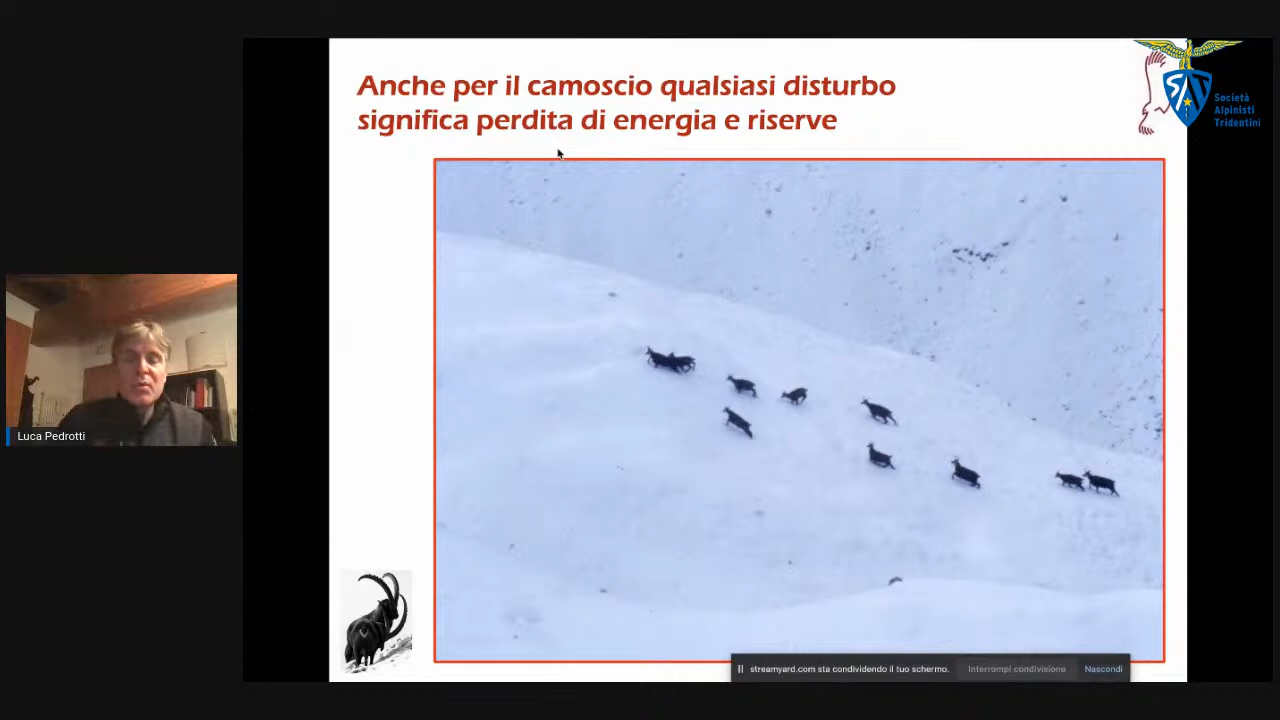 Anche per il camoscio qualsiasi disturbo
significa perdita di energia e riserve
SAT
Società
Alpinisti
Tridentini
Luca Pedrotti
streamyard.com sta condividendo il tuo schermo.
Interrompi condivisione
Nascondi